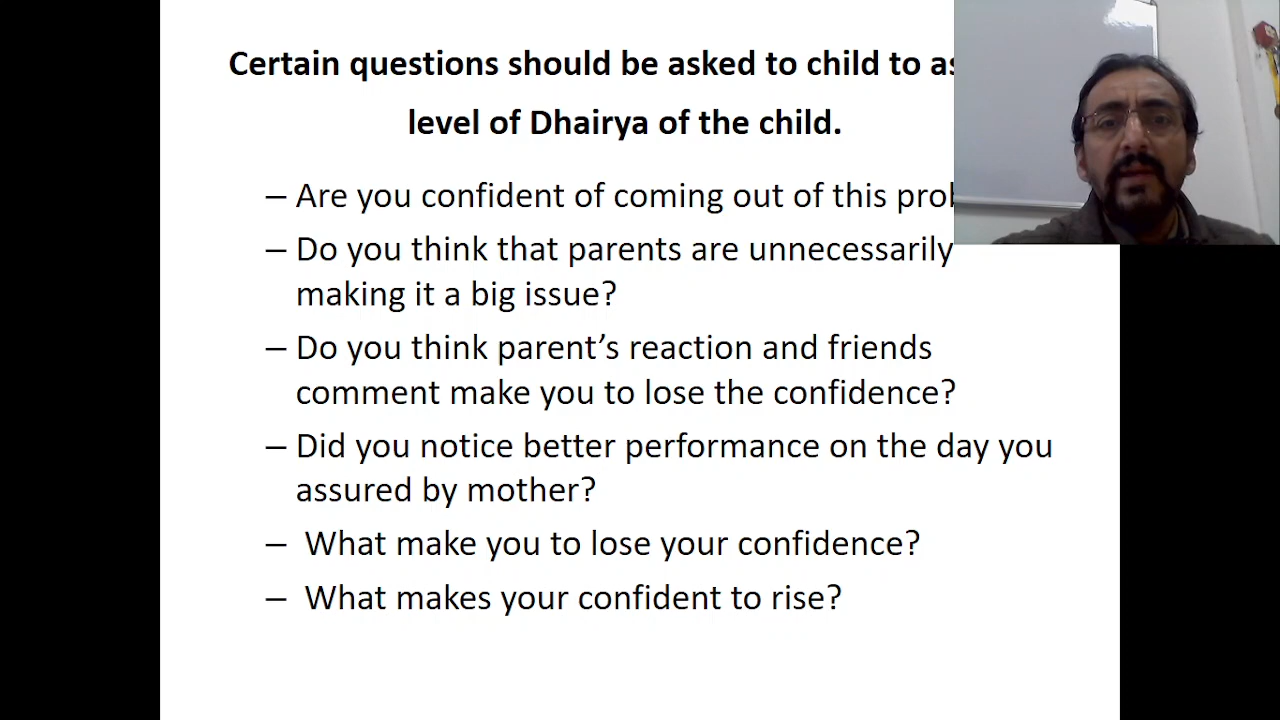 Certain questions should be asked to child to
level of Dhairya of the child.
– Are you confident of coming out of this
– Do you think that parents are unnecessarily
making it a big issue?
– Do you think parent’s reaction and friends
comment make you to lose the confidence?
– Did you notice better performance on the day you
assured by mother?
– What make you to lose your confidence?
– What makes your confident to rise?